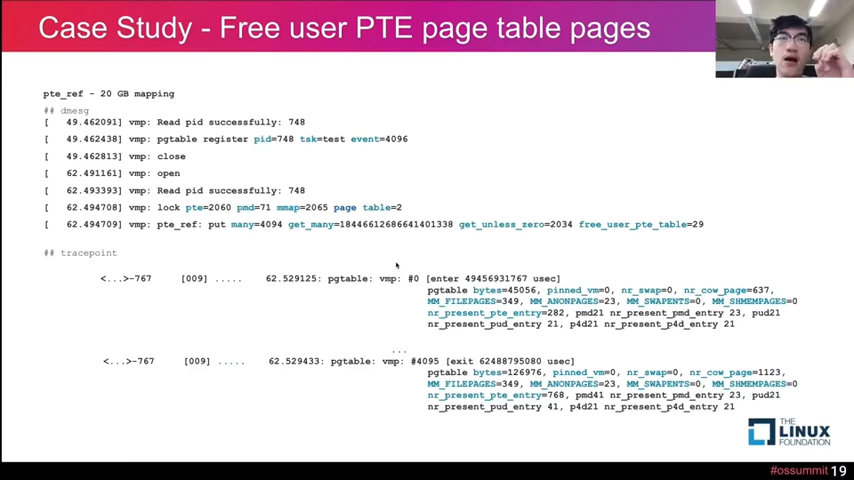 Case Study - Free user PTE page table pages
pte_ref - 20 GB mapping
## dmesg
[ 49.462091] vmp: Read pid successfully: 748
[ 49.462438] vmp: pgtable register pid=748 tsk=test event=4096
[ 49.462813] vmp: close
[ 62.491161] vmp: open
[ 62.493393] vmp: Read pid successfully: 748
[ 62.494708] vmp: lock pte=2060 pmd=71 mmap=2065 page table=2
[ 62.494709] vmp: pte_ref: put many=4094 get_many=18446612686641401338 get_unless_zero=2034 free_user_pte_table=29
## tracepoint
<...>-767 [009] ..... 62.529125: pgtable: vmp: #0 [enter 49456931767 usec]
pgtable bytes=45056, pinned_vm=0, nr_swap=0, nr_cow_page=637,
MM_FILEPAGES=349, MM_ANONPAGES=23, MM_SWAPENTS=0, MM_SHMEMPAGES=0
nr_present_pte_entry=282, pmd21 nr_present_pmd_entry 23, pud21
nr_present_pud_entry 21, p4d21 nr_present_p4d_entry 21
...
<...>-767 [009] ..... 62.529433: pgtable: vmp: #4095 [exit 62488795080 usec]
pgtable bytes=126976, pinned_vm=0, nr_swap=0, nr_cow_page=1123,
MM_FILEPAGES=349, MM_ANONPAGES=23, MM_SWAPENTS=0, MM_SHMEMPAGES=0
nr_present_pte_entry=768, pmd41 nr_present_pmd_entry 23, pud21
nr_present_pud_entry 41, p4d21 nr_present_p4d_entry 21
THE
LINUX
FOUNDATION
#ossummit 19